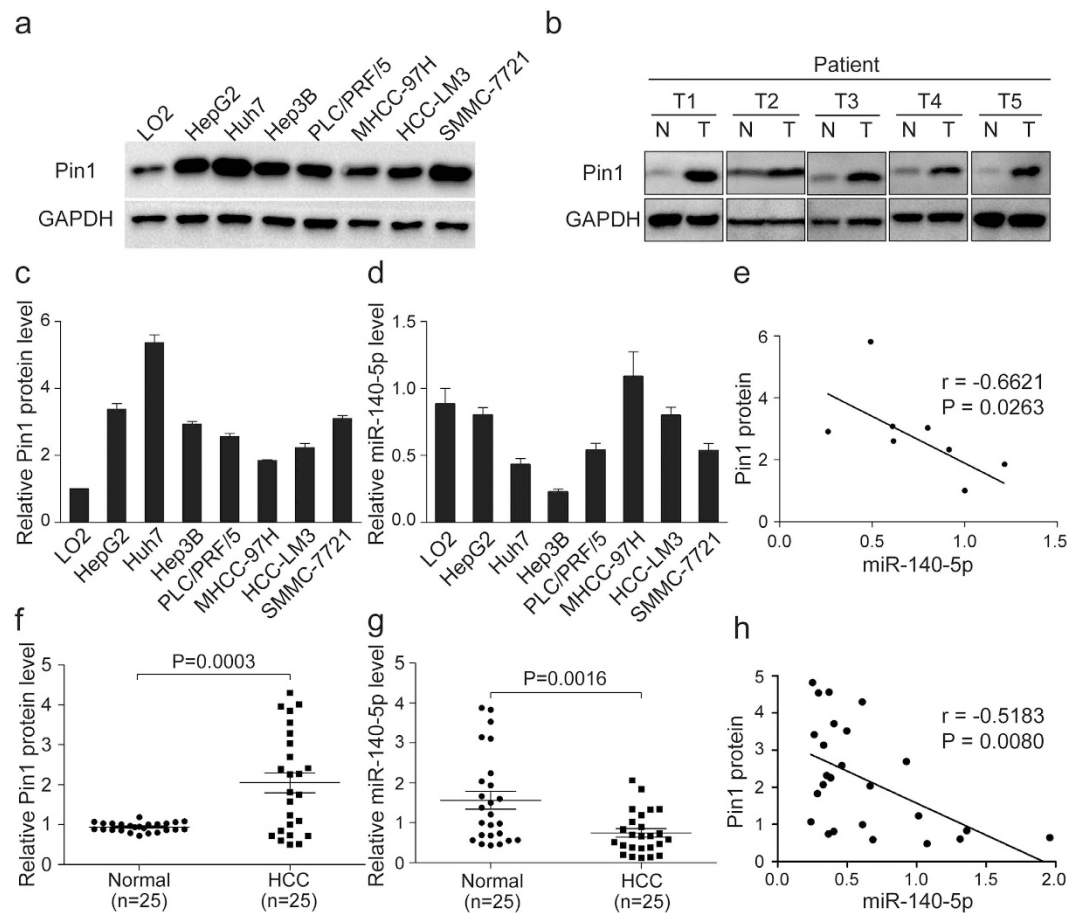 a
LO2
HepG2
Huh7
Hep3B
PLC/PRF/5
MHCC-97H
HCC-LM3
SMMC-7721
Pin1
GAPDH
b
Patient
T1 T2 T3 T4 T5
N T N T N T N T N T
Pin1
GAPDH
c
Relative Pin1 protein level
6
4
2
0
LO2
HepG2
Huh7
Hep3B
PLC/PRF/5
MHCC-97H
HCC-LM3
SMMC-7721
d
Relative miR-140-5p level
1.5
1.0
0.5
0.0
LO2
HepG2
Huh7
Hep3B
PLC/PRF/5
MHCC-97H
HCC-LM3
SMMC-7721
e
Pin1 protein
6
4
2
0
r = -0.6621
P = 0.0263
0.0 0.5 1.0 1.5
miR-140-5p
f
Relative Pin1 protein level
5
4
3
2
1
0
P=0.0003
Normal HCC
(n=25) (n=25)
g
Relative miR-140-5p level
5
4
3
2
1
0
P=0.0016
Normal HCC
(n=25) (n=25)
h
Pin1 protein
5
4
3
2
1
0
r = -0.5183
P = 0.0080
0.0 0.5 1.0 1.5 2.0
miR-140-5p